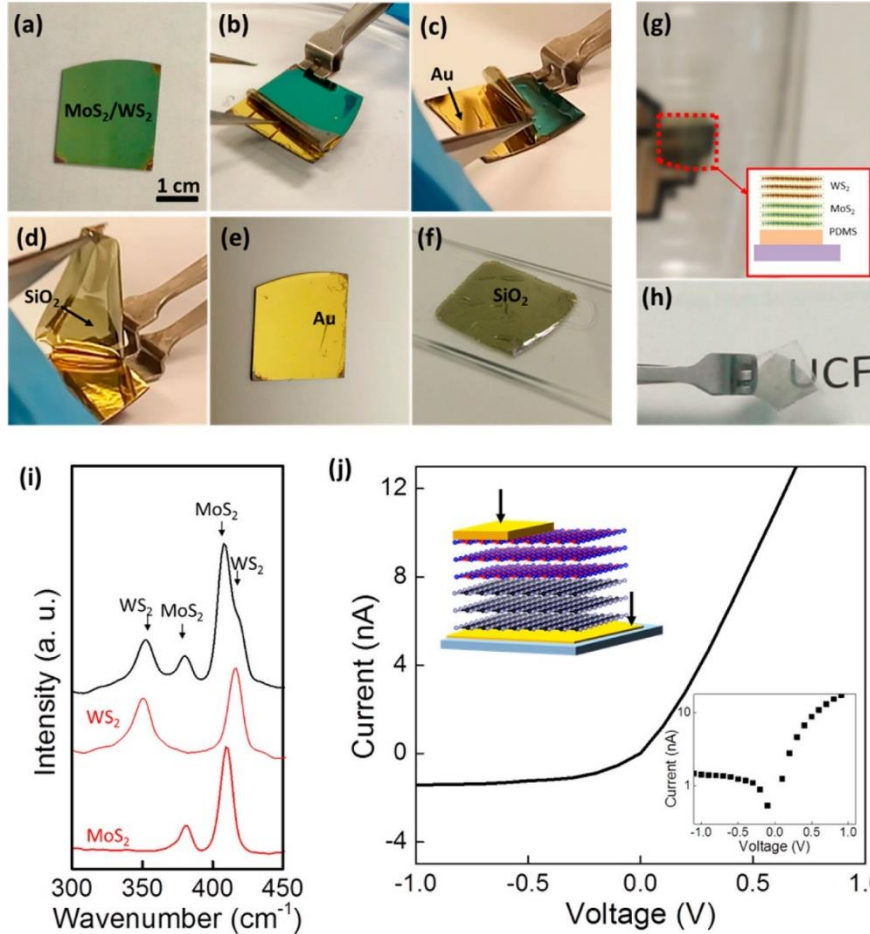 (a)
MoS₂/WS₂
1 cm
(b)
(c)
Au
(d)
SiO₂
(e)
Au
(f)
SiO₂
(g)
WS₂
MoS₂
PDMS
(h)
UCF
(i)
MoS₂
WS₂
WS₂
MoS₂
WS₂
MoS₂
Intensity (a. u.)
300
350
400
450
Wavenumber (cm⁻¹)
(j)
12
8
4
0
-4
Current (nA)
-1.0
-0.5
0.0
0.5
1.0
Voltage (V)
10
1
Current (nA)
-1.0
-0.5
0.0
0.5
1.0
Voltage (V)